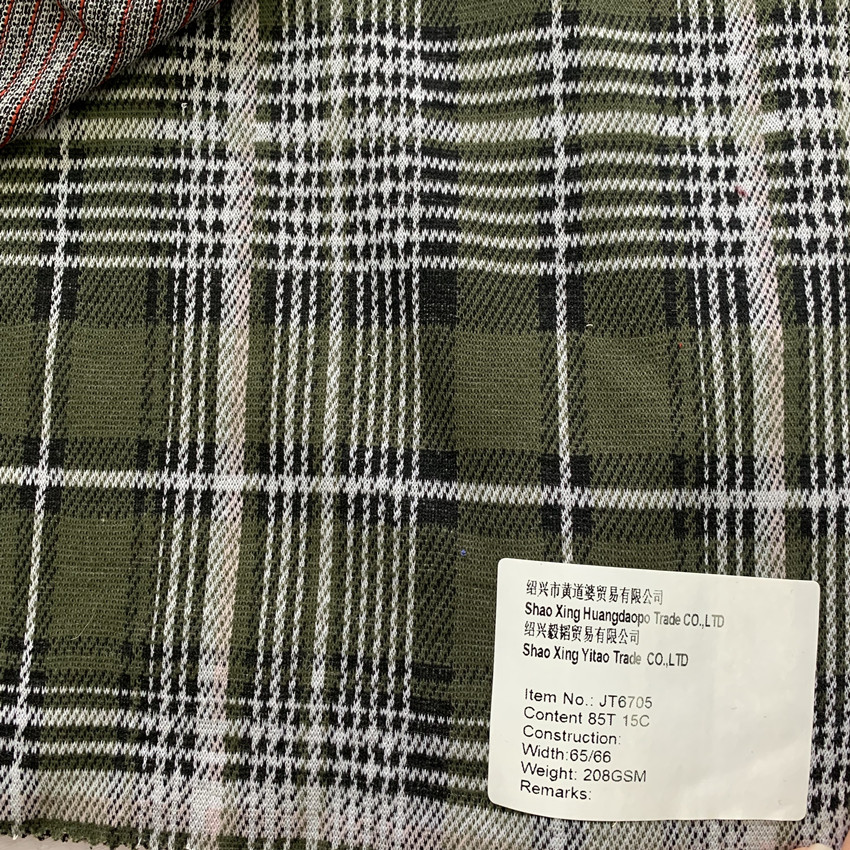 绍兴市黄道婆贸易有限公司
Shao Xing Huangdaopo Trade CO.,LTD
绍兴毅韬贸易有限公司
Shao Xing Yitao Trade CO.,LTD
Item No.: JT6705
Content 85T 15C
Construction:
Width:65/66
Weight: 208GSM
Remarks: